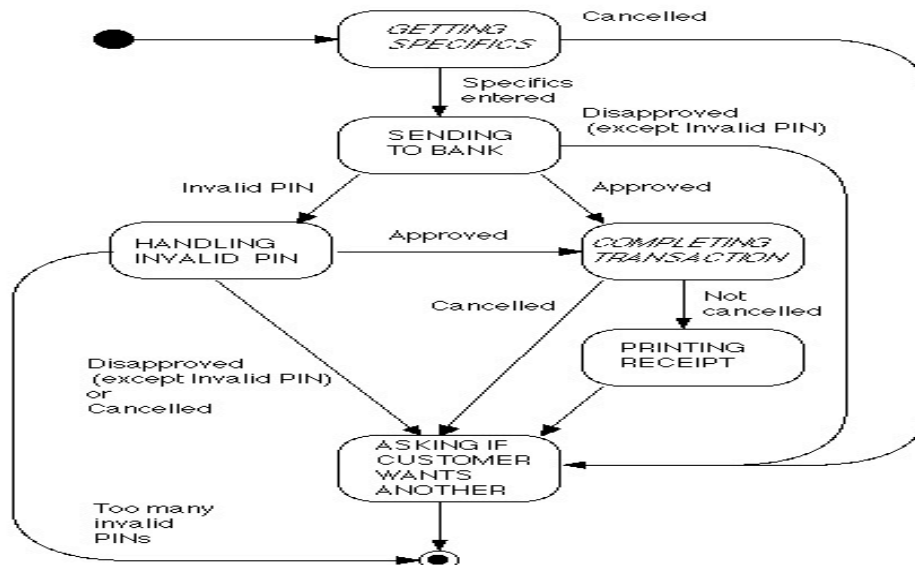 Cancelled
GETTING
SPECIFICS
Specifics
entered
Disapproved
(except Invalid PIN)
SENDING
TO BANK
Invalid PIN
Approved
HANDLING
INVALID PIN
Approved
COMPLETING
TRANSACTION
Cancelled
Not
cancelled
PRINTING
RECEIPT
Disapproved
(except Invalid PIN)
or
Cancelled
ASKING IF
CUSTOMER
WANTS
ANOTHER
Too many
invalid
PINs